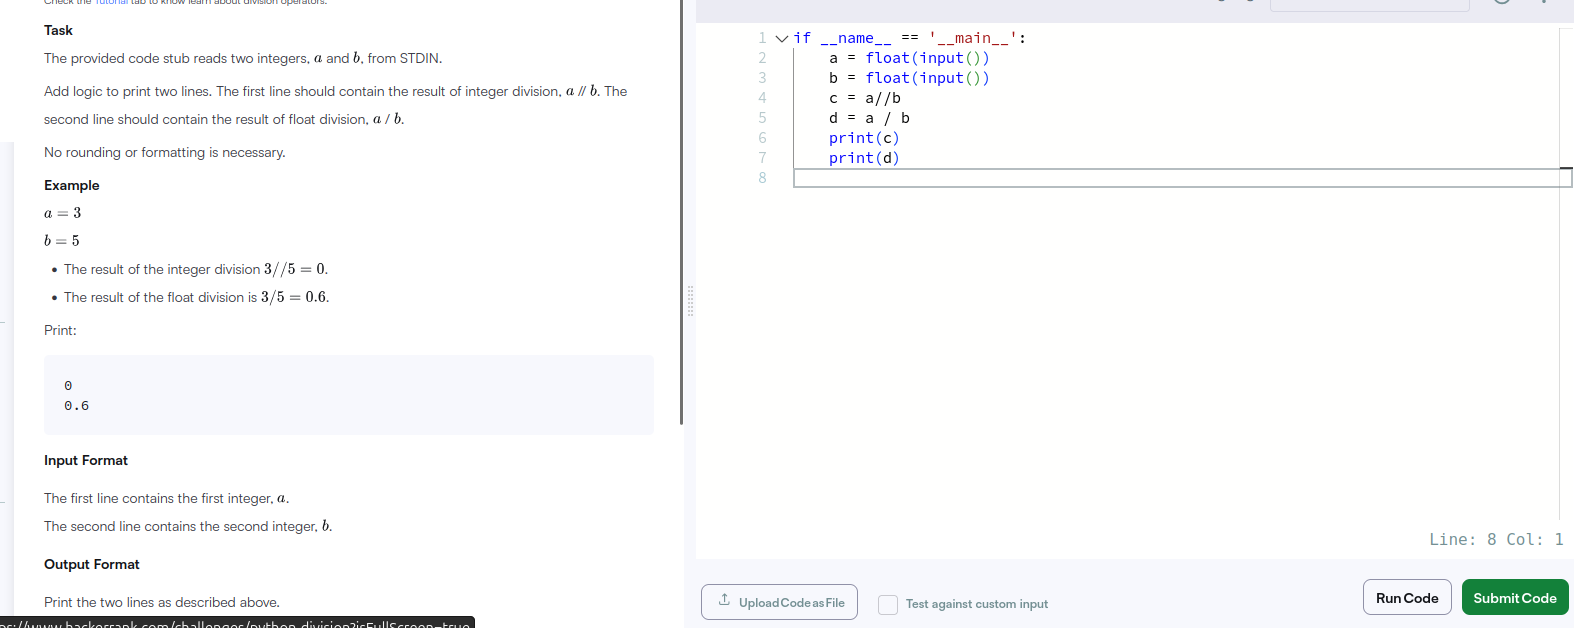 Check the Tutorial tab to know learn about division operators.
Task
The provided code stub reads two integers, a and b, from STDIN.
Add logic to print two lines. The first line should contain the result of integer division, a // b. The
second line should contain the result of float division, a / b.
No rounding or formatting is necessary.
Example
a = 3
b = 5
• The result of the integer division 3//5 = 0.
• The result of the float division is 3/5 = 0.6.
Print:
0
0.6
Input Format
The first line contains the first integer, a.
The second line contains the second integer, b.
Output Format
Print the two lines as described above.
ps://www.hackerrank.com/challenges/python-division?isFullScreen=true
1 if __name__ == '__main__':
2     a = float(input())
3     b = float(input())
4     c = a//b
5     d = a / b
6     print(c)
7     print(d)
8
Line: 8 Col: 1
Upload Code as File
Test against custom input
Run Code
Submit Code